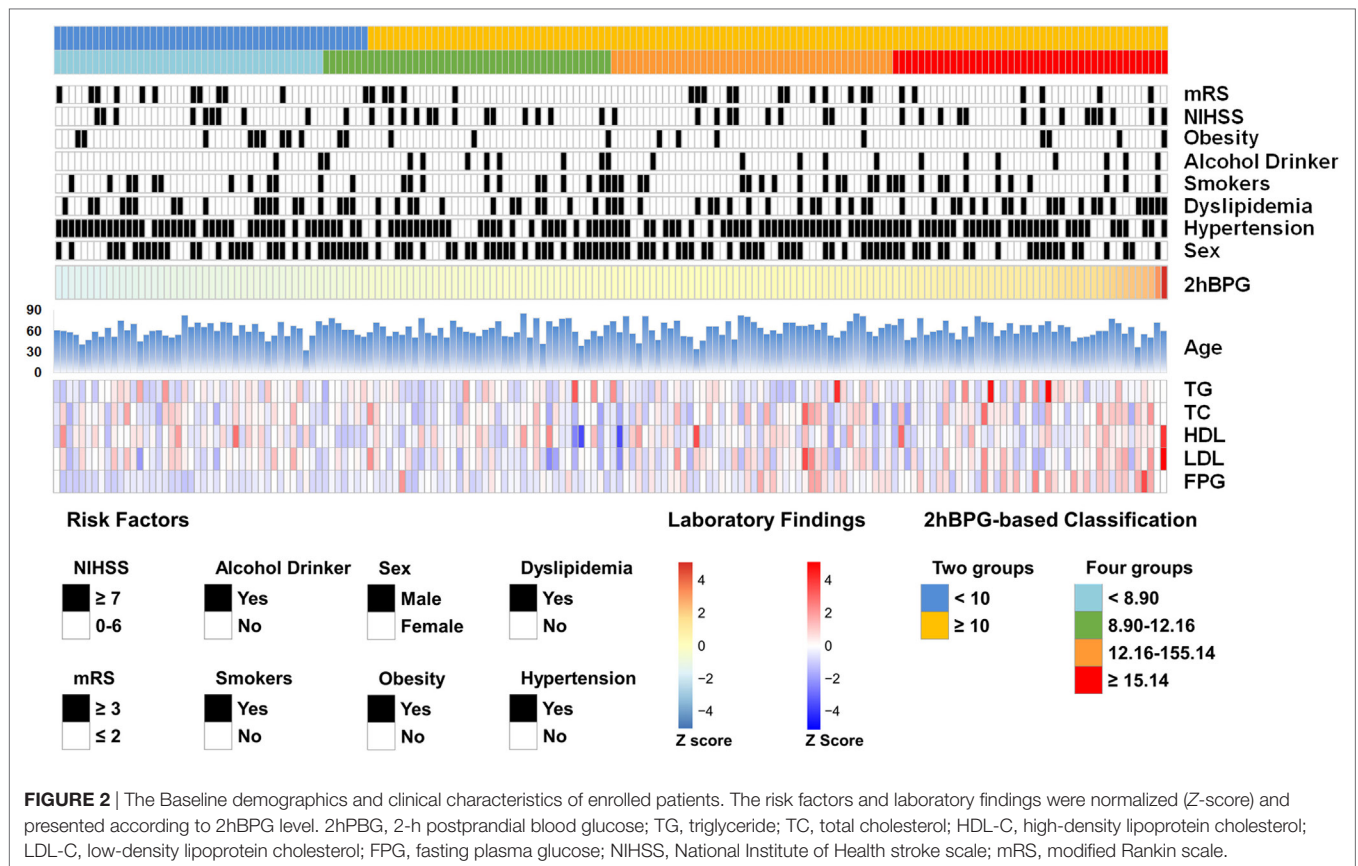 mRS
NIHSS
Obesity
Alcohol Drinker
Smokers
Dyslipidemia
Hypertension
Sex
2hBPG
90
60
30
0
Age
TG
TC
HDL
LDL
FPG
Risk Factors
Laboratory Findings
2hBPG-based Classification
NIHSS
≥ 7
0-6
Alcohol Drinker
Yes
No
Sex
Male
Female
Dyslipidemia
Yes
No
mRS
≥ 3
≤ 2
Smokers
Yes
No
Obesity
Yes
No
Hypertension
Yes
No
4
2
0
−2
−4
Z score
4
2
0
−2
−4
Z Score
Two groups
< 10
≥ 10
Four groups
< 8.90
8.90-12.16
12.16-155.14
≥ 15.14
FIGURE 2 | The Baseline demographics and clinical characteristics of enrolled patients. The risk factors and laboratory findings were normalized (Z-score) and
presented according to 2hBPG level. 2hPBG, 2-h postprandial blood glucose; TG, triglyceride; TC, total cholesterol; HDL-C, high-density lipoprotein cholesterol;
LDL-C, low-density lipoprotein cholesterol; FPG, fasting plasma glucose; NIHSS, National Institute of Health stroke scale; mRS, modified Rankin scale.